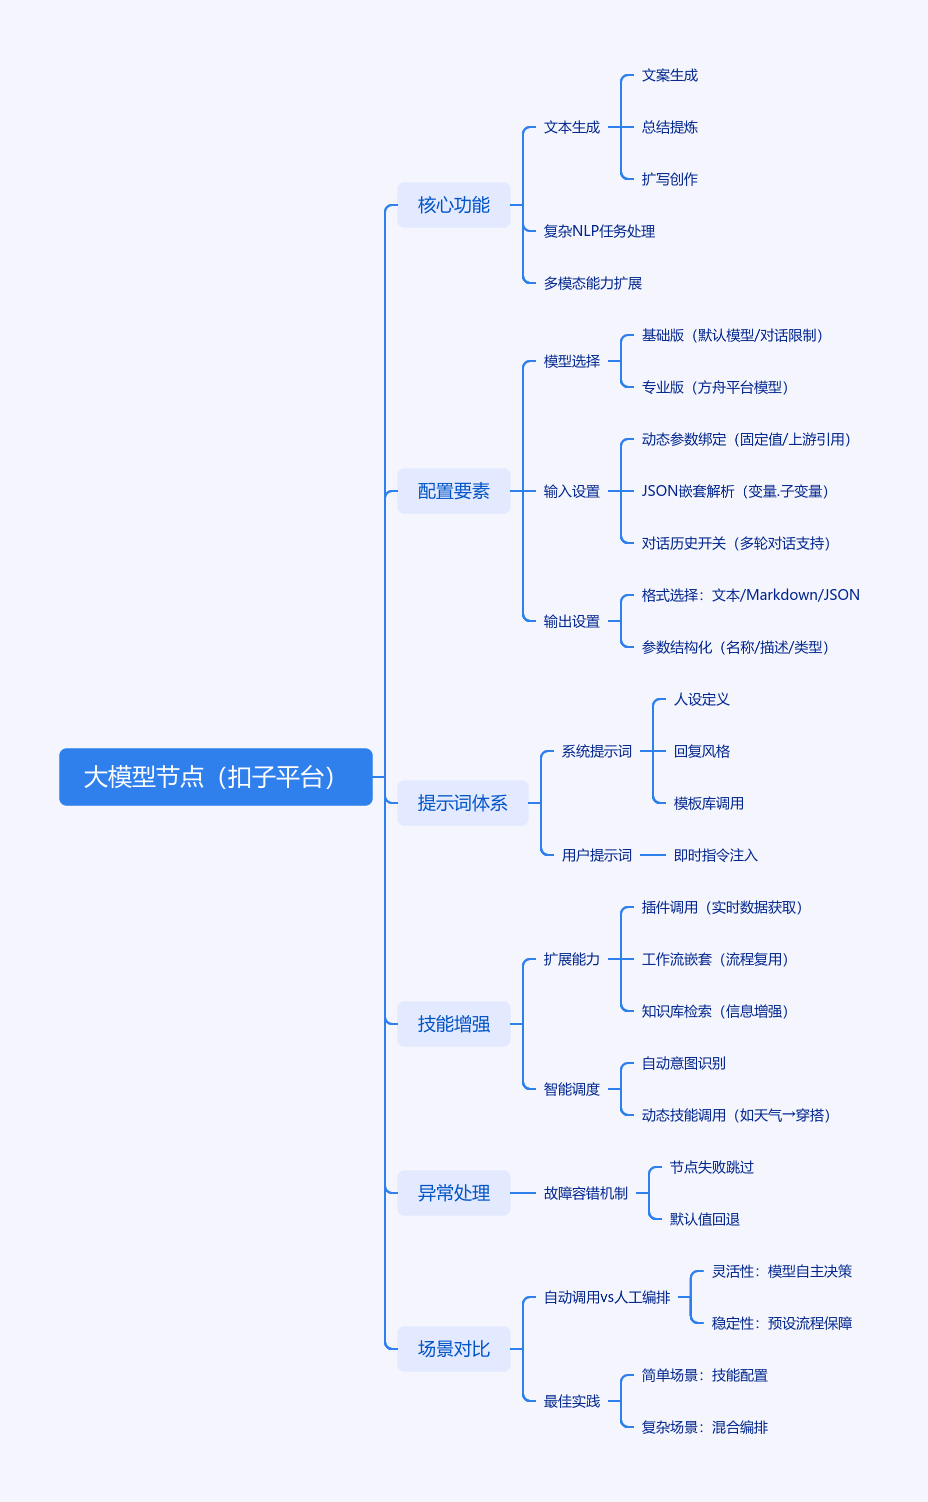 大模型节点（扣子平台）
核心功能
文本生成
文案生成
总结提炼
扩写创作
复杂NLP任务处理
多模态能力扩展
配置要素
模型选择
基础版（默认模型/对话限制）
专业版（方舟平台模型）
输入设置
动态参数绑定（固定值/上游引用）
JSON嵌套解析（变量.子变量）
对话历史开关（多轮对话支持）
输出设置
格式选择：文本/Markdown/JSON
参数结构化（名称/描述/类型）
提示词体系
系统提示词
人设定义
回复风格
模板库调用
用户提示词
即时指令注入
技能增强
扩展能力
插件调用（实时数据获取）
工作流嵌套（流程复用）
知识库检索（信息增强）
智能调度
自动意图识别
动态技能调用（如天气→穿搭）
异常处理
故障容错机制
节点失败跳过
默认值回退
场景对比
自动调用vs人工编排
灵活性：模型自主决策
稳定性：预设流程保障
最佳实践
简单场景：技能配置
复杂场景：混合编排